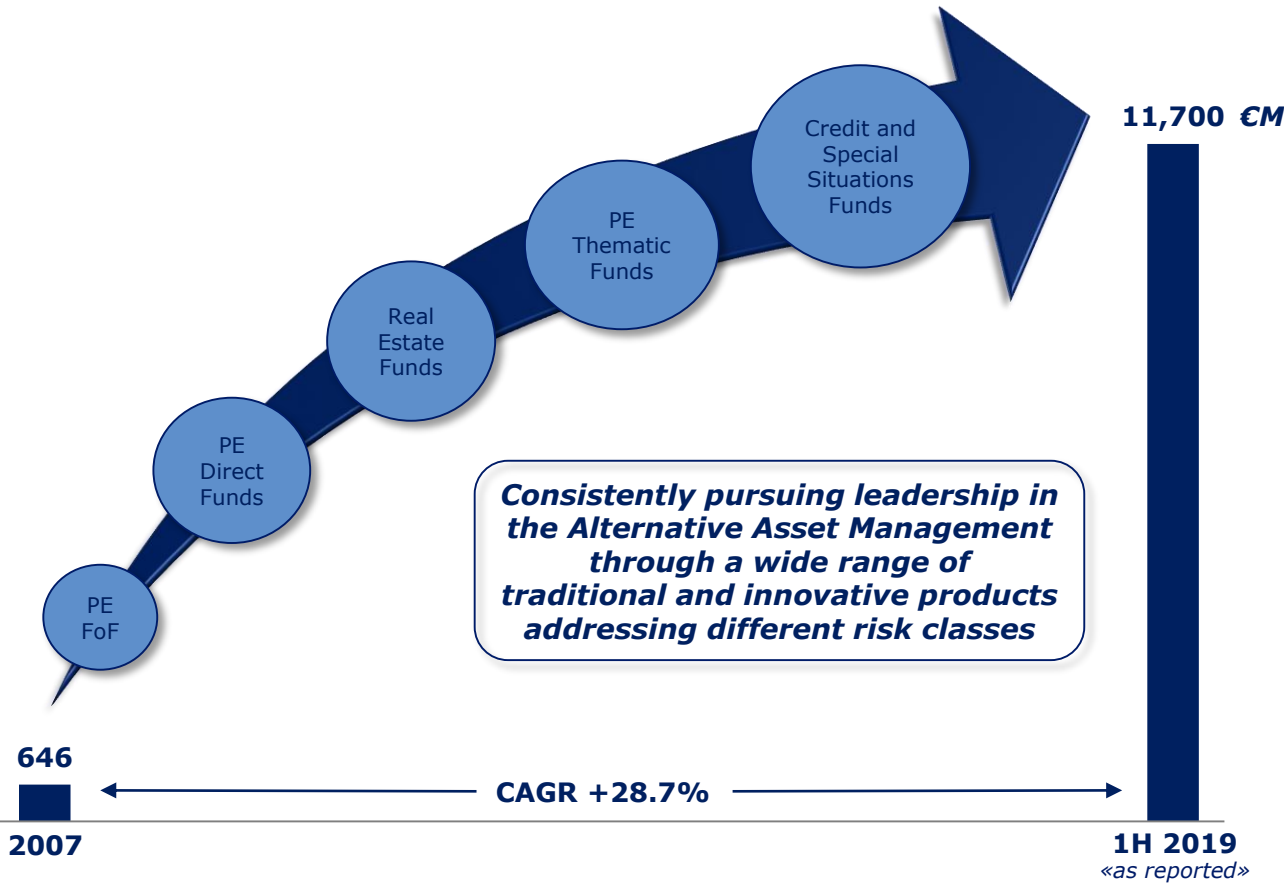 11,700 €M
Credit and
Special
Situations
Funds
PE
Thematic
Funds
Real
Estate
Funds
PE
Direct
Funds
PE
FoF
Consistently pursuing leadership in
the Alternative Asset Management
through a wide range of
traditional and innovative products
addressing different risk classes
646
CAGR +28.7%
2007
1H 2019
«as reported»